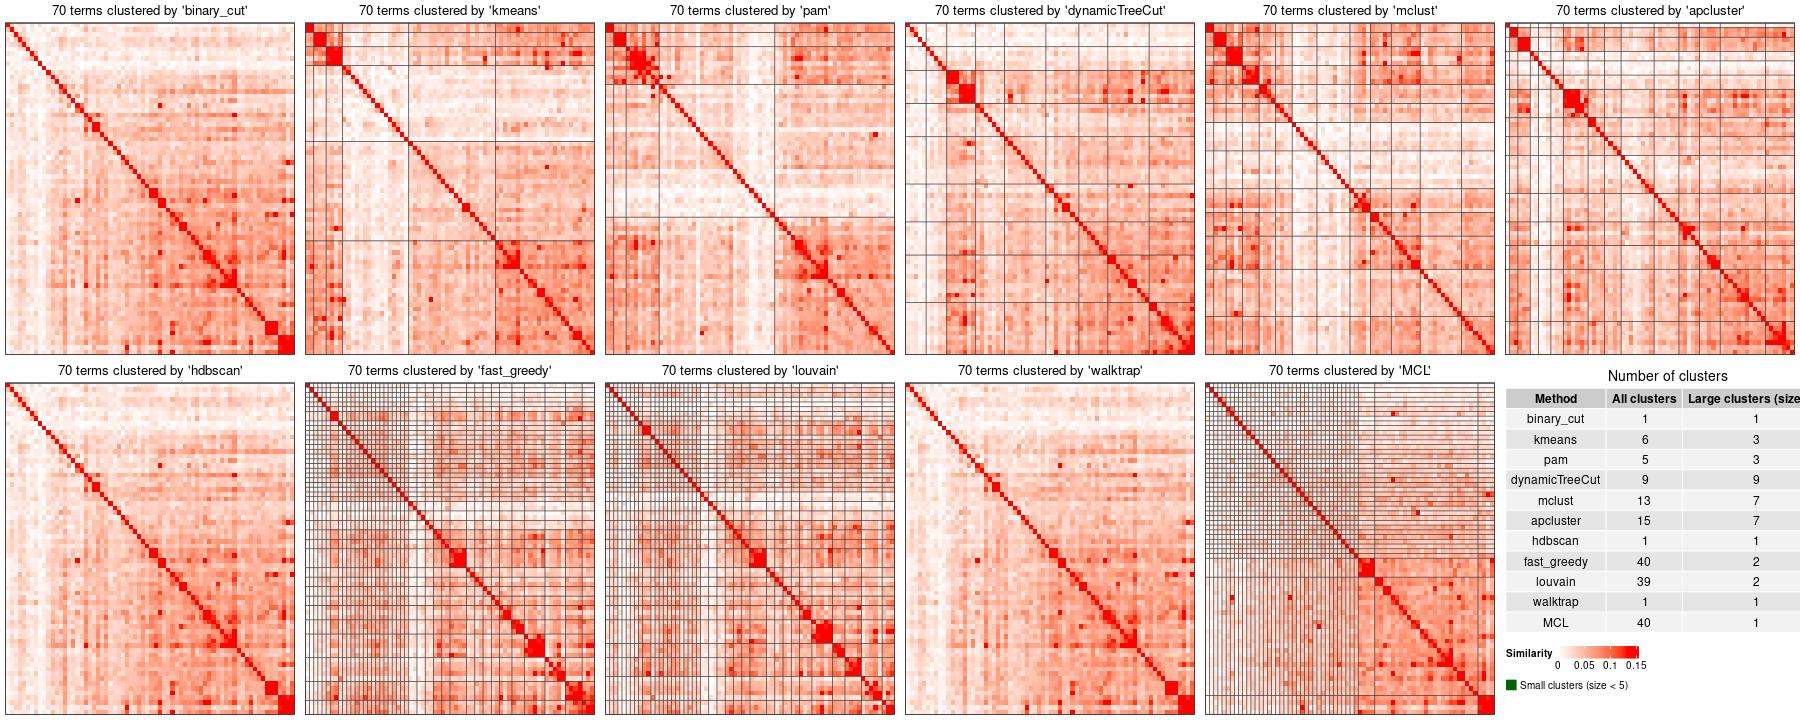 70 terms clustered by 'binary_cut'
70 terms clustered by 'kmeans'
70 terms clustered by 'pam'
70 terms clustered by 'dynamicTreeCut'
70 terms clustered by 'mclust'
70 terms clustered by 'apcluster'
70 terms clustered by 'hdbscan'
70 terms clustered by 'fast_greedy'
70 terms clustered by 'louvain'
70 terms clustered by 'walktrap'
70 terms clustered by 'MCL'
Number of clusters
Method All clusters Large clusters (size
binary_cut 1 1
kmeans 6 3
pam 5 3
dynamicTreeCut 9 9
mclust 13 7
apcluster 15 7
hdbscan 1 1
fast_greedy 40 2
louvain 39 2
walktrap 1 1
MCL 40 1
Similarity
0 0.05 0.1 0.15
Small clusters (size < 5)